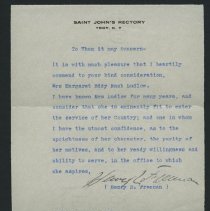 SAINT JOHN'S RECTORY
TROY, N. Y
To Whom it may Concern:
It is with much pleasure that I heartily
commend to your kind consideration,
Mrs Margaret Riny Nash Ludlow.
I have known Mrs Ludlow for many years, and
consider that she is eminently fit to enter
the service of her Country; and one in whom
I have the utmost confidence, as to the
uprightness of her character, the purity of
her motives, and to her ready willingness and
ability to serve, in the office to which
she aspires,
( Henry R. Freeman )